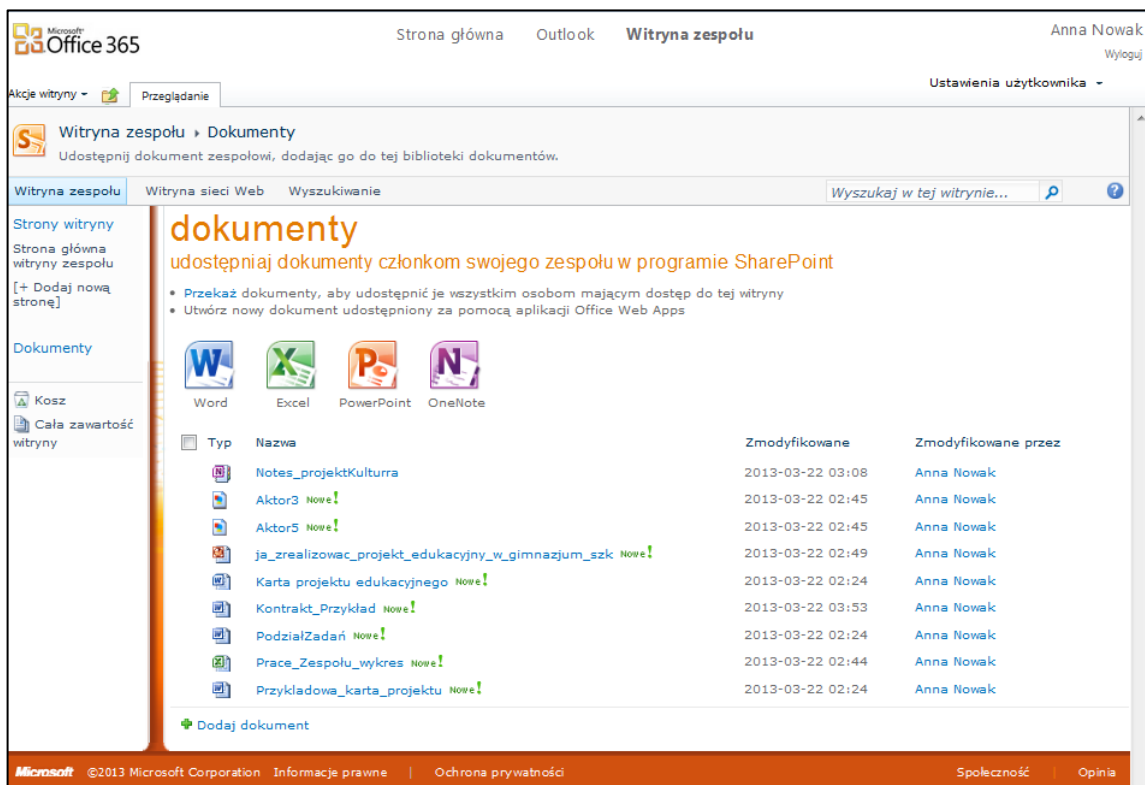 Microsoft Office 365
Strona główna Outlook Witryna zespołu
Anna Nowak
Wyloguj
Akcje witryny Przeglądanie Ustawienia użytkownika
Witryna zespołu Dokumenty
Udostępnij dokument zespołowi, dodając go do tej biblioteki dokumentów.
Witryna zespołu Witryna sieci Web Wyszukiwanie Wyszukaj w tej witrynie...
Strony witryny
Strona główna
witryny zespołu
[+ Dodaj nową
stronę]
Dokumenty
Kosz
Cała zawartość
witryny
dokumenty
udostępniaj dokumenty członkom swojego zespołu w programie SharePoint
• Przekaż dokumenty, aby udostępnić je wszystkim osobom mającym dostęp do tej witryny
• Utwórz nowy dokument udostępniony za pomocą aplikacji Office Web Apps
Word Excel PowerPoint OneNote
Typ Nazwa Zmodyfikowane Zmodyfikowane przez
Notes_projektKulturra 2013-03-22 03:08 Anna Nowak
Aktor3 Nowe! 2013-03-22 02:45 Anna Nowak
Aktor5 Nowe! 2013-03-22 02:45 Anna Nowak
ja_zrealizowac_projekt_edukacyjny_w_gimnazjum_szk Nowe! 2013-03-22 02:49 Anna Nowak
Karta projektu edukacyjnego Nowe! 2013-03-22 02:24 Anna Nowak
Kontrakt_Przykład Nowe! 2013-03-22 03:53 Anna Nowak
PodziałZadań Nowe! 2013-03-22 02:24 Anna Nowak
Prace_Zespołu_wykres Nowe! 2013-03-22 02:44 Anna Nowak
Przykladowa_karta_projektu Nowe! 2013-03-22 02:24 Anna Nowak
Dodaj dokument
Microsoft ©2013 Microsoft Corporation Informacje prawne | Ochrona prywatności Społeczność | Opinia